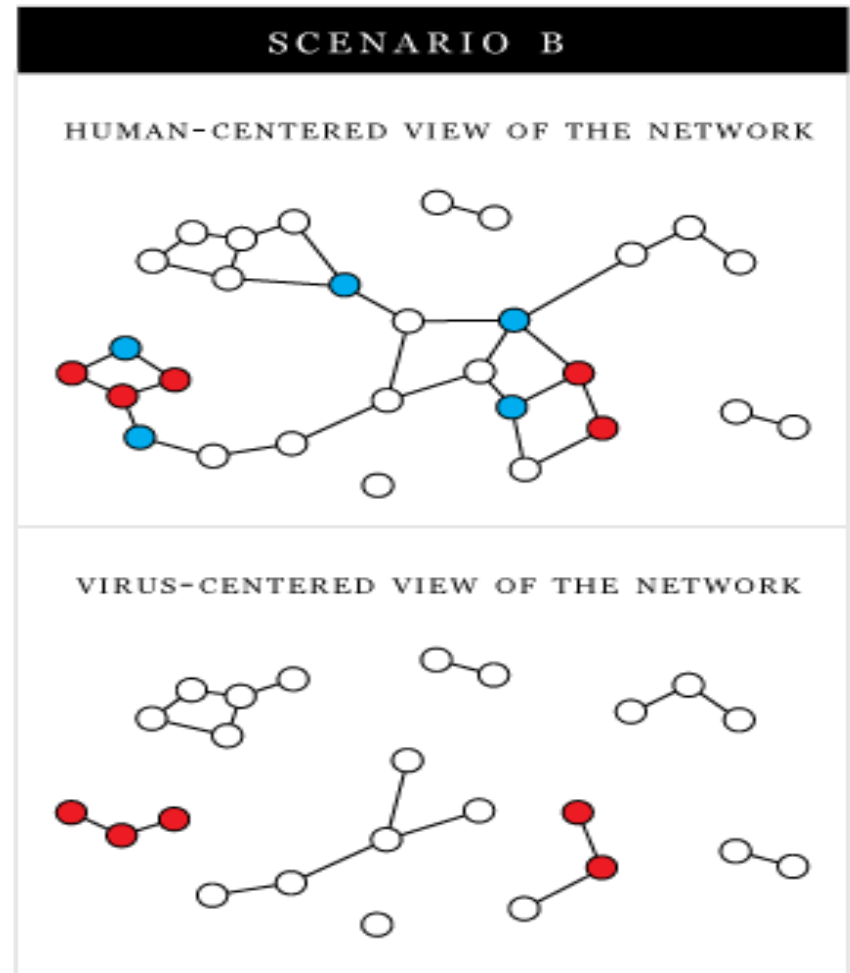 SCENARIO B
HUMAN-CENTERED VIEW OF THE NETWORK
VIRUS-CENTERED VIEW OF THE NETWORK